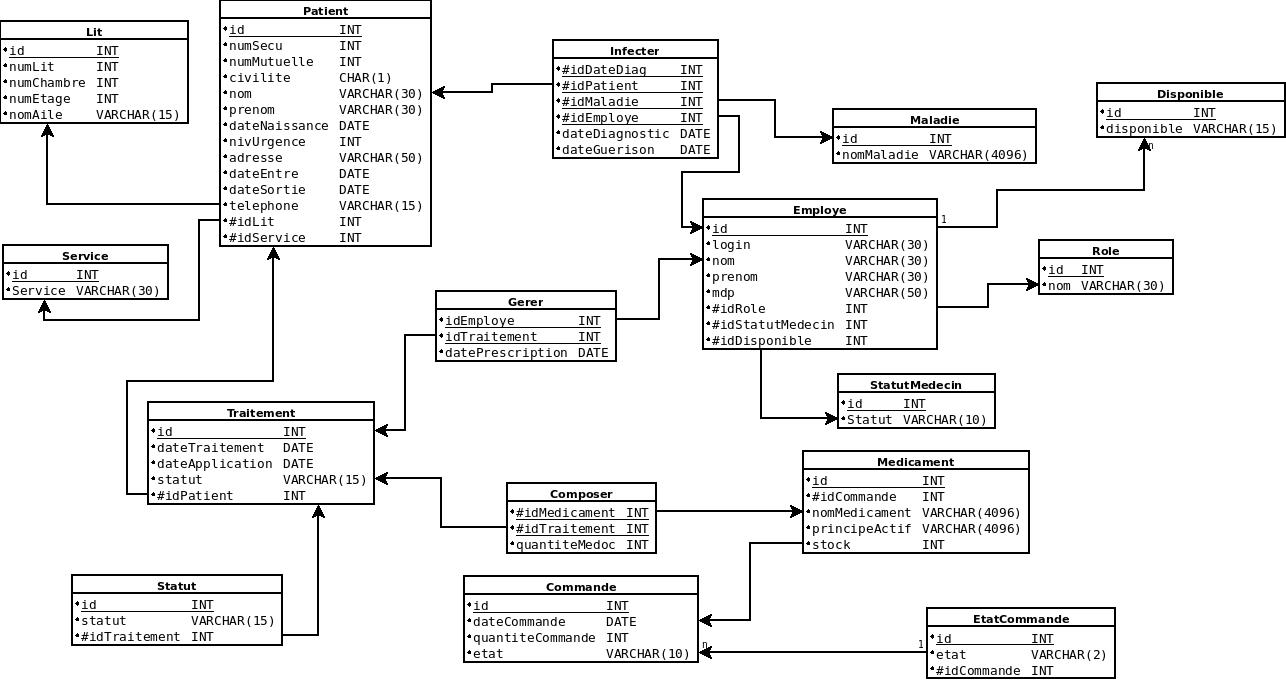 Patient
id INT
numSecu INT
numMutuelle INT
civilite CHAR(1)
nom VARCHAR(30)
prenom VARCHAR(30)
dateNaissance DATE
nivUrgence INT
adresse VARCHAR(50)
dateEntre DATE
dateSortie DATE
telephone VARCHAR(15)
#idLit INT
#idService INT
Lit
id INT
numLit INT
numChambre INT
numEtage INT
nomAile VARCHAR(15)
Infecter
#idDateDiag INT
#idPatient INT
#idMaladie INT
#idEmploye INT
dateDiagnostic DATE
dateGuerison DATE
Maladie
id INT
nomMaladie VARCHAR(4096)
Disponible
id INT
disponible VARCHAR(15)
n
1
Employe
id INT
login VARCHAR(30)
nom VARCHAR(30)
prenom VARCHAR(30)
mdp VARCHAR(50)
#idRole INT
#idStatutMedecin INT
#idDisponible INT
Role
id INT
nom VARCHAR(30)
Service
id INT
Service VARCHAR(30)
Gerer
idEmploye INT
idTraitement INT
datePrescription DATE
StatutMedecin
id INT
Statut VARCHAR(10)
Traitement
id INT
dateTraitement DATE
dateApplication DATE
statut VARCHAR(15)
#idPatient INT
Medicament
id INT
#idCommande INT
nomMedicament VARCHAR(4096)
principeActif VARCHAR(4096)
stock INT
Composer
#idMedicament INT
#idTraitement INT
quantiteMedoc INT
Statut
id INT
statut VARCHAR(15)
#idTraitement INT
Commande
id INT
dateCommande DATE
quantiteCommande INT
etat VARCHAR(10)
n
1
EtatCommande
id INT
etat VARCHAR(2)
#idCommande INT